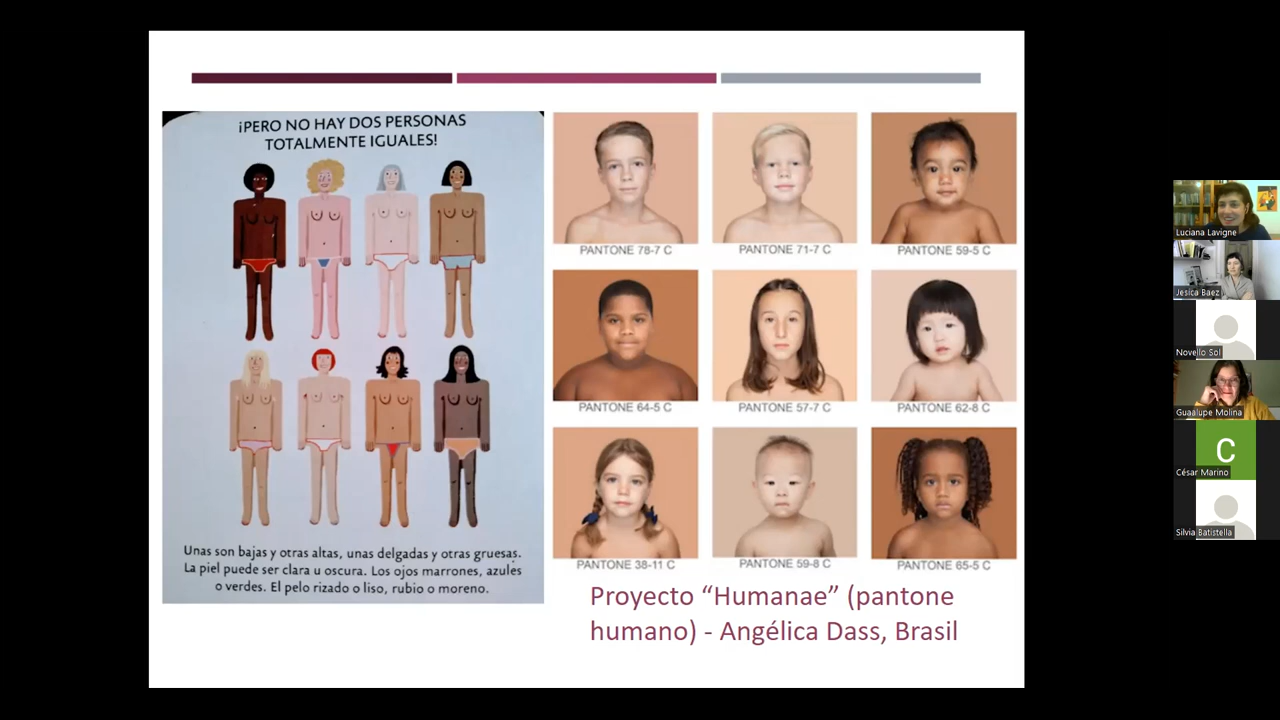 ¡PERO NO HAY DOS PERSONAS
TOTALMENTE IGUALES!
Unas son bajas y otras altas, unas delgadas y otras gruesas.
La piel puede ser clara u oscura. Los ojos marrones, azules
o verdes. El pelo rizado o liso, rubio o moreno.
PANTONE 78-7 C
PANTONE 71-7 C
PANTONE 59-5 C
PANTONE 64-5 C
PANTONE 57-7 C
PANTONE 62-8 C
PANTONE 38-11 C
PANTONE 59-8 C
PANTONE 65-5 C
Proyecto “Humanae” (pantone
humano) - Angélica Dass, Brasil
Luciana Lavigne
Jesica Baez
Novello Sol
Guaalupe Molina
C
César Marino
Silvia Batistella